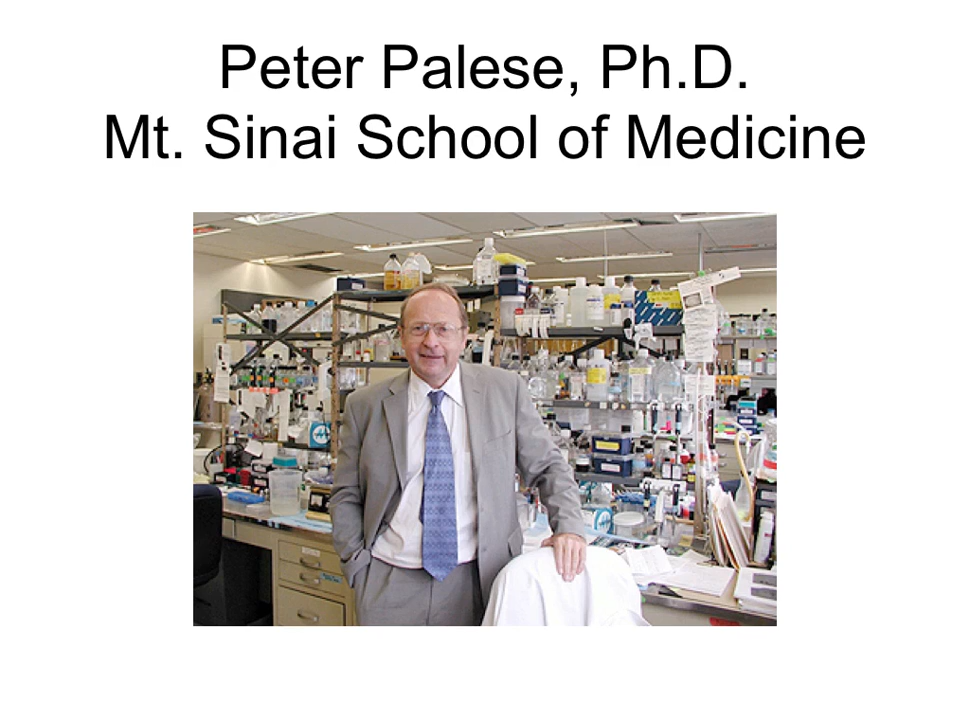 Peter Palese, Ph.D.
Mt. Sinai School of Medicine